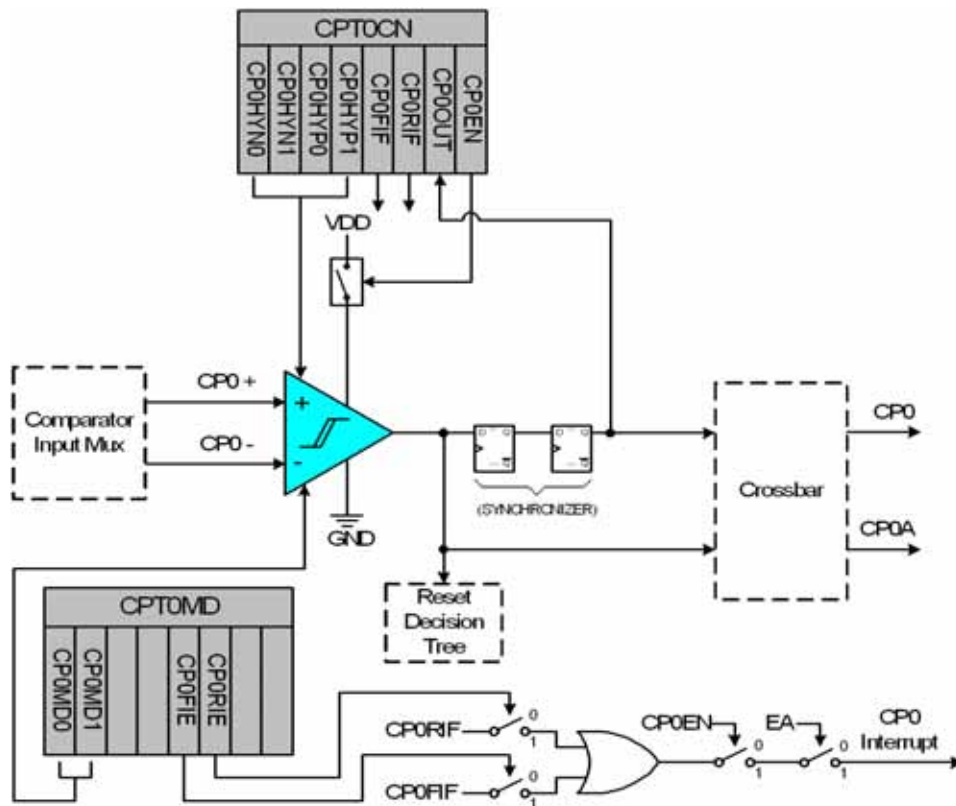 CPT0CN
CP0HYN0
CP0HYN1
CP0HYP0
CP0HYP1
CP0FIF
CP0RIF
CP0OUT
CP0EN
VDD
Comparator
Input Mux
CP0 +
CP0 -
+
-
GND
(SYNCHRONIZER)
Reset
Decision
Tree
Crossbar
CP0
CP0A
CPT0MD
CP0MD0
CP0MD1
CP0FIE
CP0RIE
CP0RIF
0
1
CP0FIF
0
1
CP0EN
0
1
EA
0
1
CP0
Interrupt